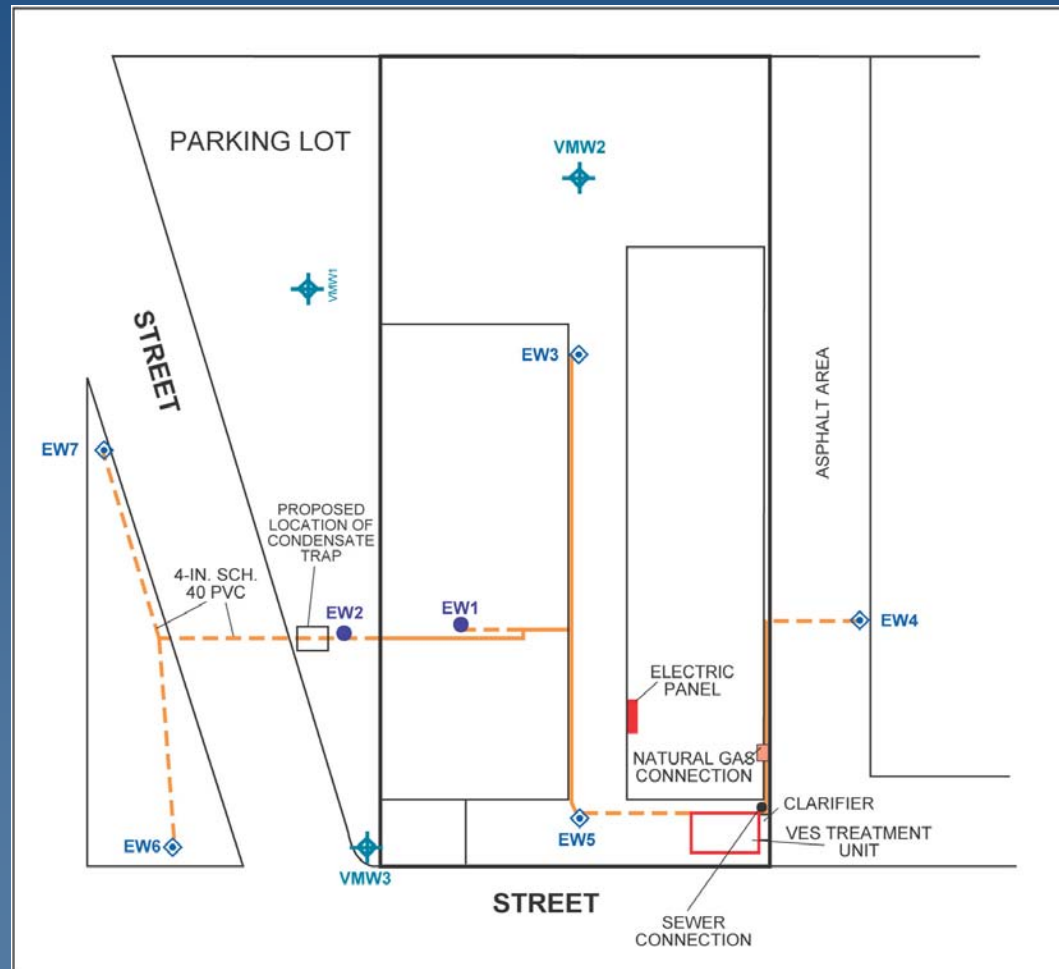 PARKING LOT
VMW2
VMW1
STREET
EW3
ASPHALT AREA
EW7
PROPOSED
LOCATION OF
CONDENSATE
TRAP
4-IN. SCH.
40 PVC
EW2
EW1
EW4
ELECTRIC
PANEL
NATURAL GAS
CONNECTION
CLARIFIER
VES TREATMENT
UNIT
EW5
EW6
VMW3
STREET
SEWER
CONNECTION